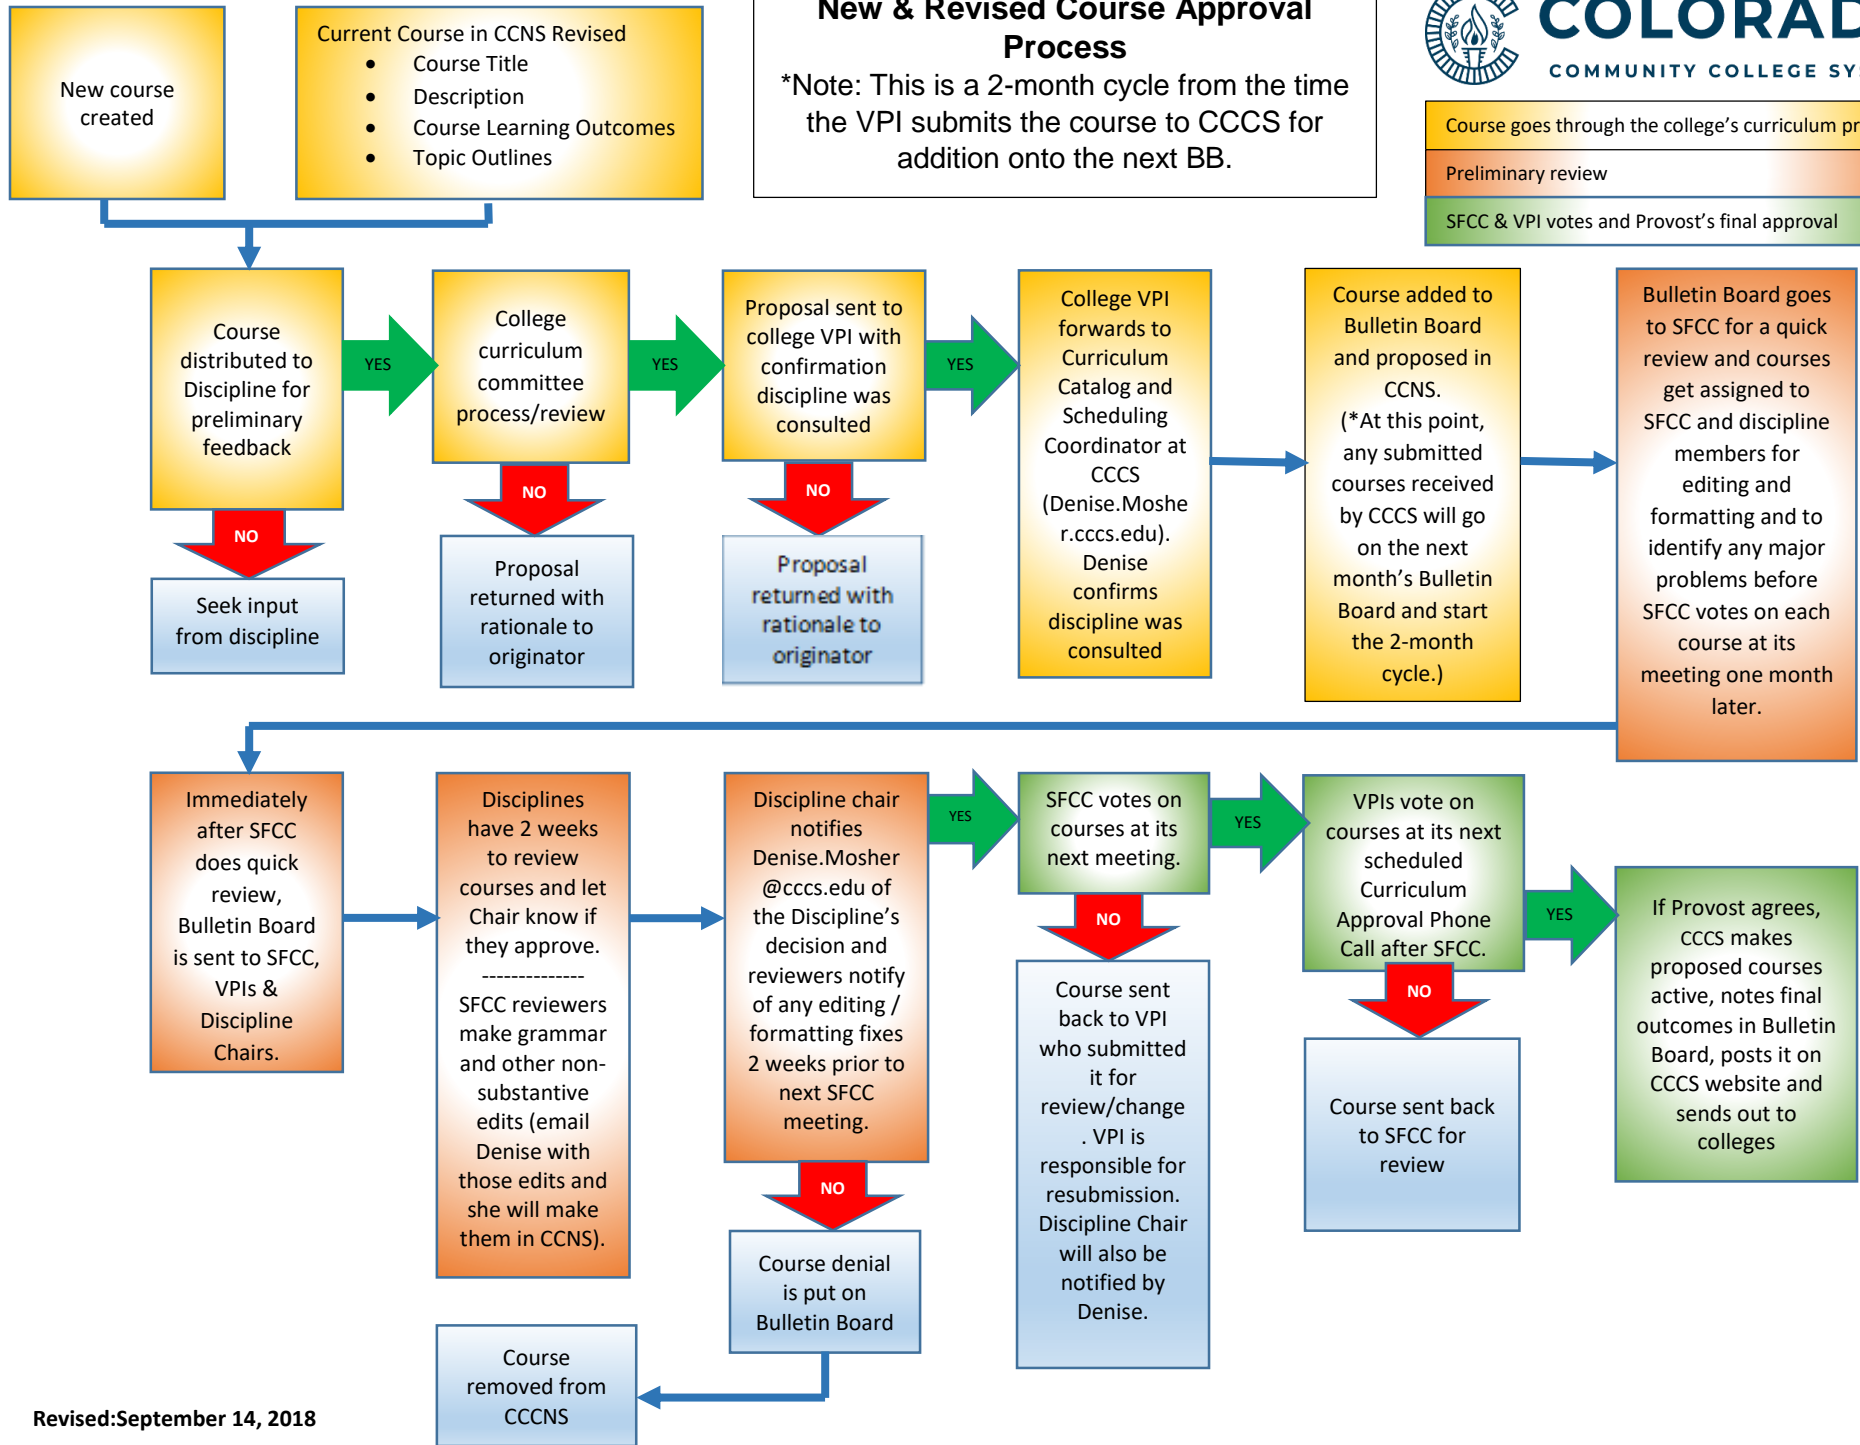 New course
created
Current Course in CCNS Revised
• Course Title
• Description
• Course Learning Outcomes
• Topic Outlines
New & Revised Course Approval
Process
*Note: This is a 2-month cycle from the time
the VPI submits the course to CCCS for
addition onto the next BB.
COLORAD
COMMUNITY COLLEGE SYS
Course goes through the college’s curriculum pr
Preliminary review
SFCC & VPI votes and Provost’s final approval
Course
distributed to
Discipline for
preliminary
feedback
YES
NO
Seek input
from discipline
College
curriculum
committee
process/review
YES
NO
Proposal
returned with
rationale to
originator
Proposal sent to
college VPI with
confirmation
discipline was
consulted
YES
NO
Proposal
returned with
rationale to
originator
College VPI
forwards to
Curriculum
Catalog and
Scheduling
Coordinator at
CCCS
(Denise.Moshe
r.cccs.edu).
Denise
confirms
discipline was
consulted
Course added to
Bulletin Board
and proposed in
CCNS.
(*At this point,
any submitted
courses received
by CCCS will go
on the next
month’s Bulletin
Board and start
the 2-month
cycle.)
Bulletin Board goes
to SFCC for a quick
review and courses
get assigned to
SFCC and discipline
members for
editing and
formatting and to
identify any major
problems before
SFCC votes on each
course at its
meeting one month
later.
Immediately
after SFCC
does quick
review,
Bulletin Board
is sent to SFCC,
VPIs &
Discipline
Chairs.
Disciplines
have 2 weeks
to review
courses and let
Chair know if
they approve.
--------------
SFCC reviewers
make grammar
and other non-
substantive
edits (email
Denise with
those edits and
she will make
them in CCNS).
Discipline chair
notifies
Denise.Mosher
@cccs.edu of
the Discipline’s
decision and
reviewers notify
of any editing /
formatting fixes
2 weeks prior to
next SFCC
meeting.
YES
NO
Course denial
is put on
Bulletin Board
Course
removed from
CCCNS
SFCC votes on
courses at its
next meeting.
YES
NO
Course sent
back to VPI
who submitted
it for
review/change
. VPI is
responsible for
resubmission.
Discipline Chair
will also be
notified by
Denise.
VPIs vote on
courses at its next
scheduled
Curriculum
Approval Phone
Call after SFCC.
YES
NO
Course sent back
to SFCC for
review
If Provost agrees,
CCCS makes
proposed courses
active, notes final
outcomes in Bulletin
Board, posts it on
CCCS website and
sends out to
colleges
Revised:September 14, 2018